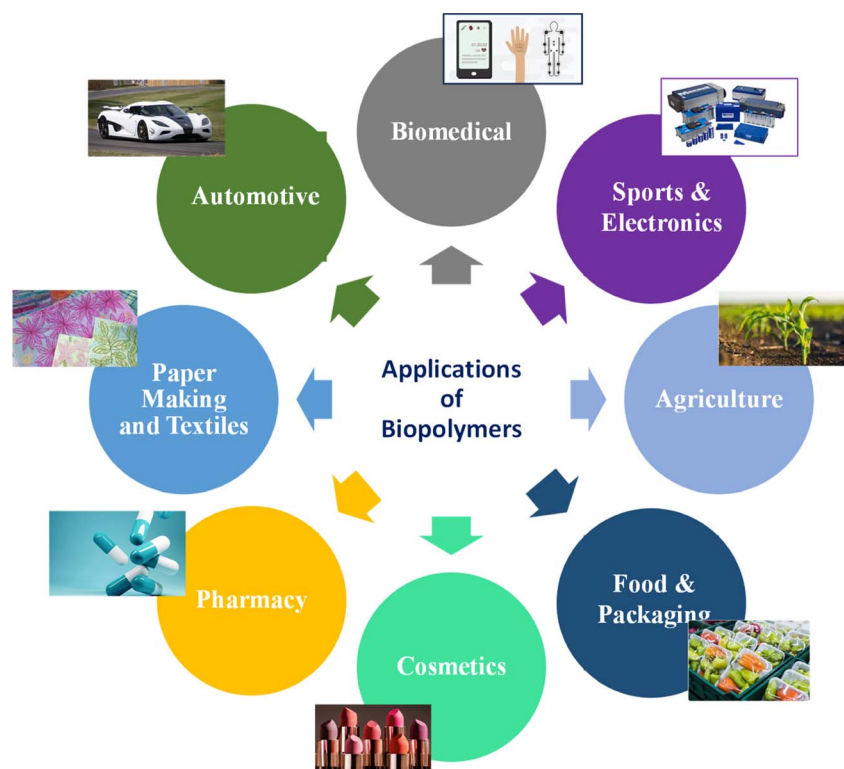 Biomedical
Sports &
Electronics
Agriculture
Food &
Packaging
Cosmetics
Pharmacy
Paper
Making
and Textiles
Automotive
Applications
of
Biopolymers